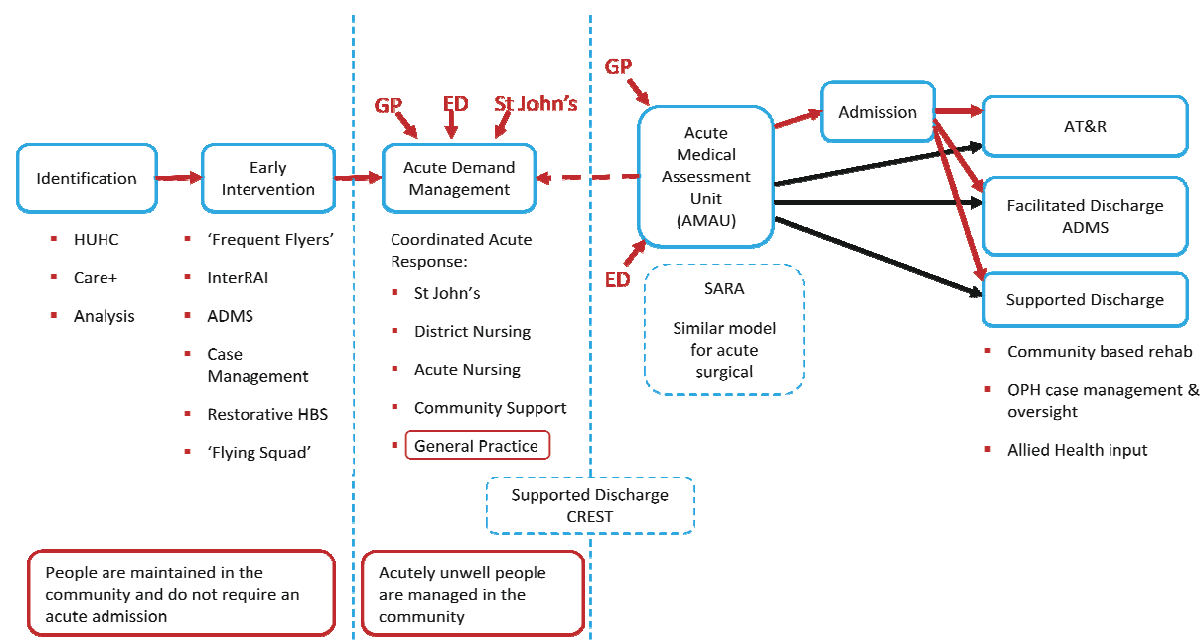 GP
ED
St John’s
GP
Identification
Early
Intervention
Acute Demand
Management
Acute
Medical
Assessment
Unit
(AMAU)
Admission
AT&R
Facilitated Discharge
ADMS
Supported Discharge
ED
HUHC
Care+
Analysis
‘Frequent Flyers’
InterRAI
ADMS
Case
Management
Restorative HBS
‘Flying Squad’
Coordinated Acute
Response:
St John’s
District Nursing
Acute Nursing
Community Support
General Practice
SARA
Similar model
for acute
surgical
Community based rehab
OPH case management &
oversight
Allied Health input
Supported Discharge
CREST
People are maintained in the
community and do not require an
acute admission
Acutely unwell people
are managed in the
community